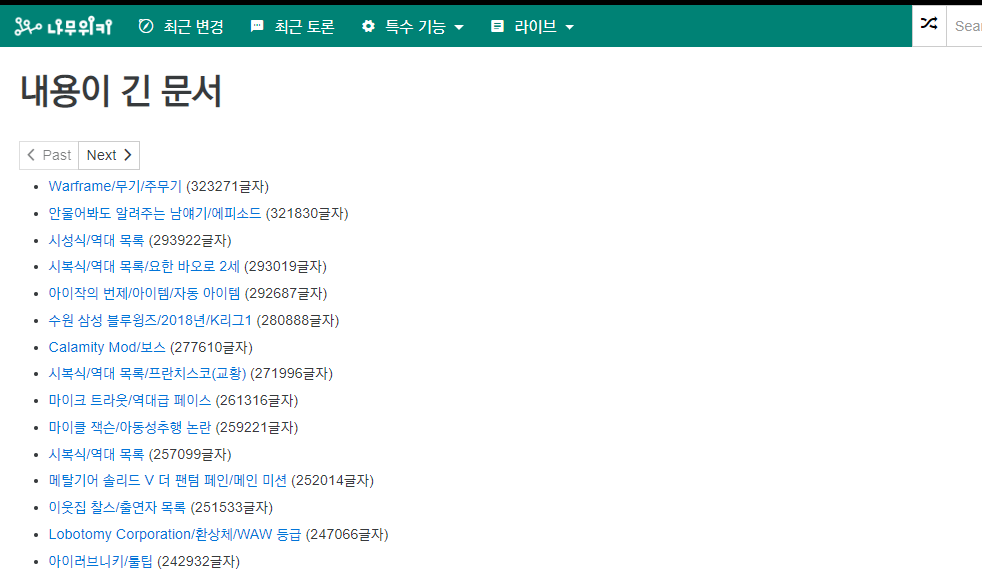 나무위키 최근 변경 최근 토론 특수 기능 라이브 Sear
내용이 긴 문서
Past Next
Warframe/무기/주무기 (323271글자)
안물어봐도 알려주는 남얘기/에피소드 (321830글자)
시성식/역대 목록 (293922글자)
시복식/역대 목록/요한 바오로 2세 (293019글자)
아이작의 번제/아이템/자동 아이템 (292687글자)
수원 삼성 블루윙즈/2018년/K리그1 (280888글자)
Calamity Mod/보스 (277610글자)
시복식/역대 목록/프란치스코(교황) (271996글자)
마이크 트라웃/역대급 페이스 (261316글자)
마이클 잭슨/아동성추행 논란 (259221글자)
시복식/역대 목록 (257099글자)
메탈기어 솔리드 V 더 팬텀 페인/메인 미션 (252014글자)
이웃집 찰스/출연자 목록 (251533글자)
Lobotomy Corporation/환상체/WAW 등급 (247066글자)
아이러브니키/툴팁 (242932글자)